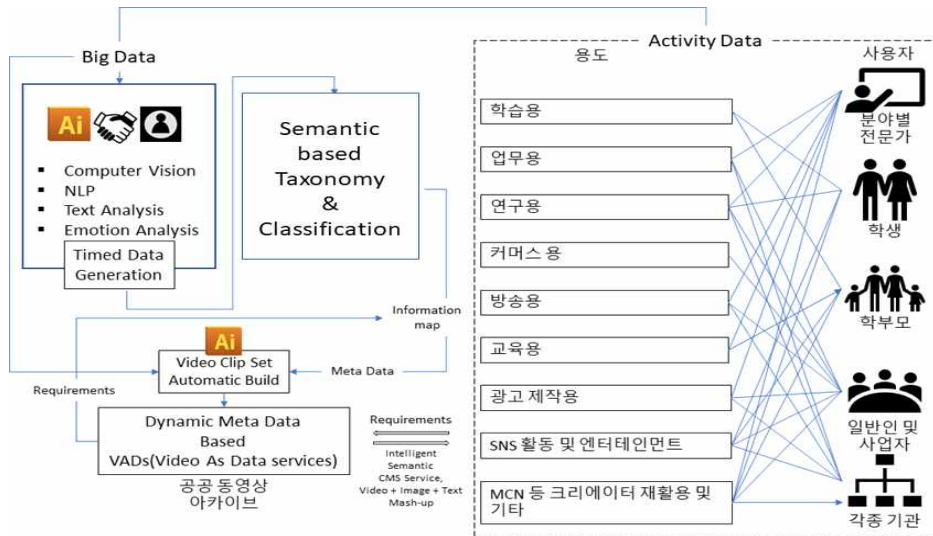 Big Data
Ai
Computer Vision
NLP
Text Analysis
Emotion Analysis
Timed Data
Generation
Semantic
based
Taxonomy
&
Classification
Information
map
Ai
Video Clip Set
Automatic Build
Meta Data
Requirements
Dynamic Meta Data
Based
VADs(Video As Data services)
공공 동영상
아카이브
Requirements
Intelligent
Semantic
CMS Service,
Video + Image + Text
Mash-up
Activity Data
용도
사용자
학습용
업무용
연구용
커머스 용
방송용
교육용
광고 제작용
SNS 활동 및 엔터테인먼트
MCN 등 크리에이터 재활용 및
기타
분야별
전문가
학생
학부모
일반인 및
사업자
각종 기관